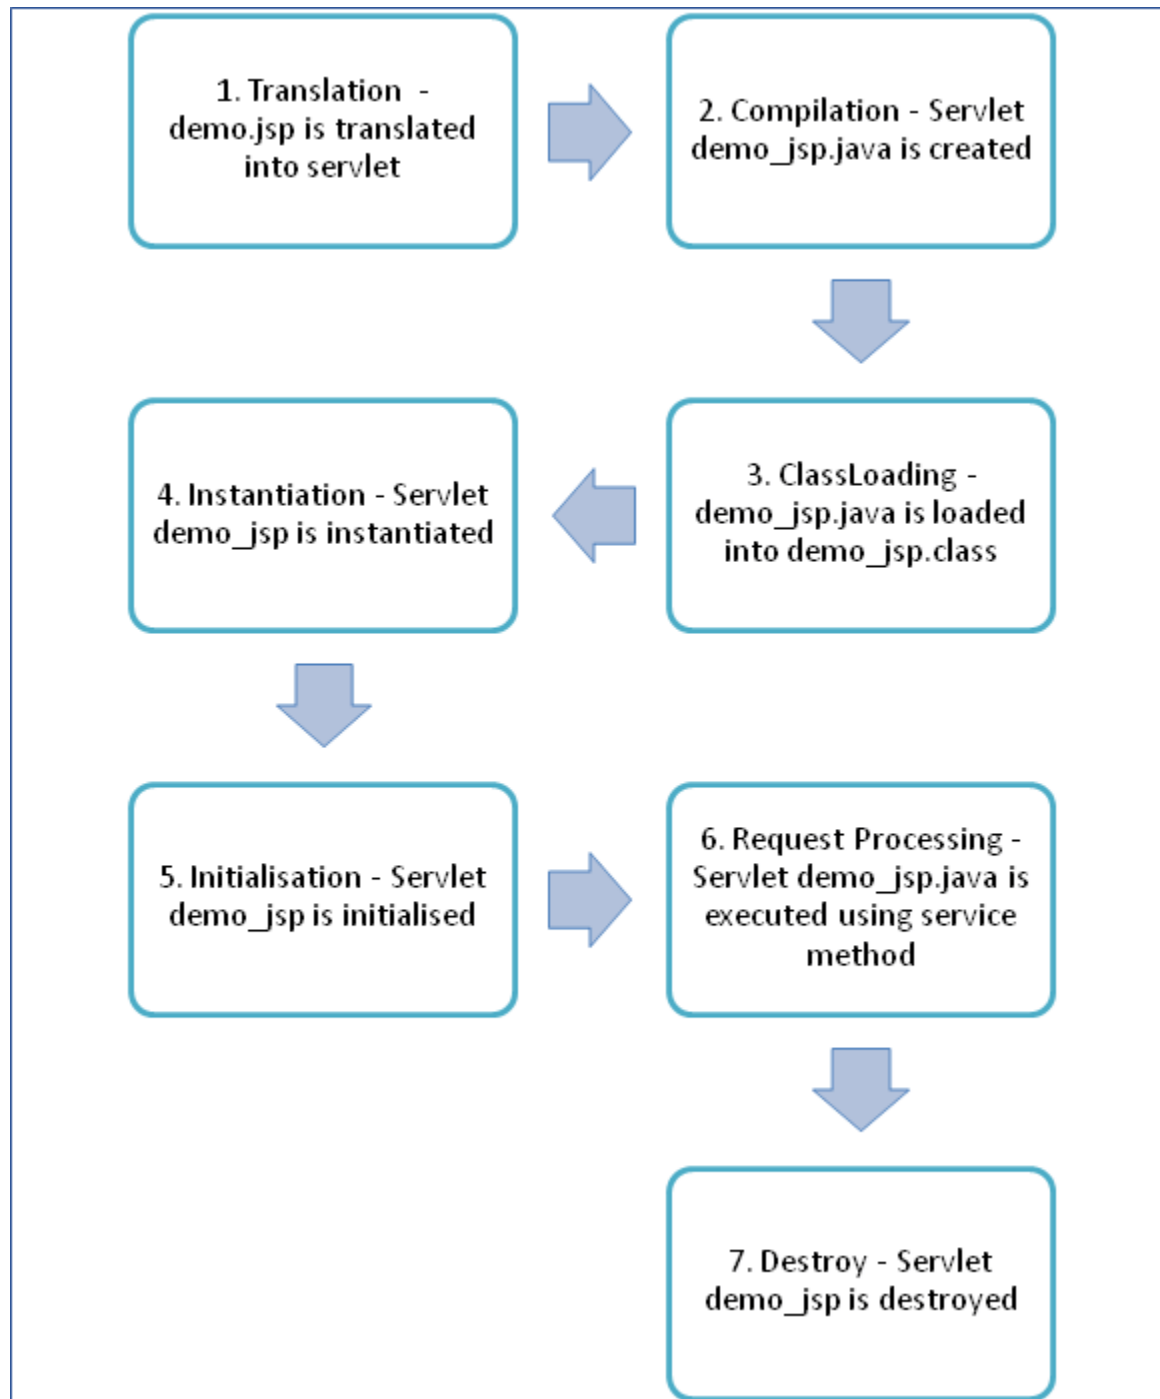 1. Translation -
demo.jsp is translated
into servlet
2. Compilation - Servlet
demo_jsp.java is created
3. ClassLoading -
demo_jsp.java is loaded
into demo_jsp.class
4. Instantiation - Servlet
demo_jsp is instantiated
5. Initialisation - Servlet
demo_jsp is initialised
6. Request Processing -
Servlet demo_jsp.java is
executed using service
method
7. Destroy - Servlet
demo_jsp is destroyed